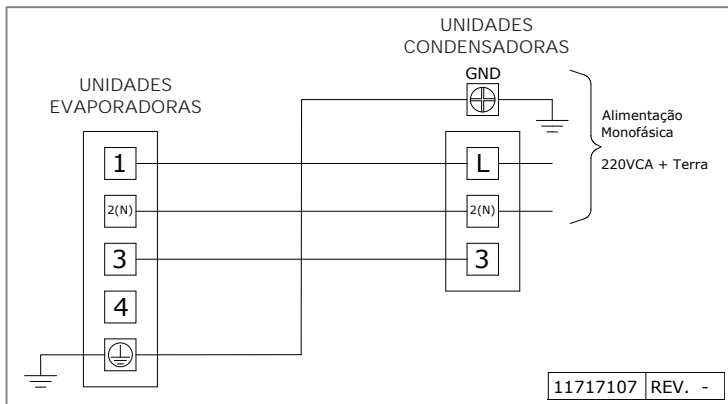 UNIDADES
CONDENSADORAS
GND
UNIDADES
EVAPORADORAS
Alimentação
Monofásica
220VCA + Terra
1
L
2(N)
2(N)
3
3
4
11717107 REV. -